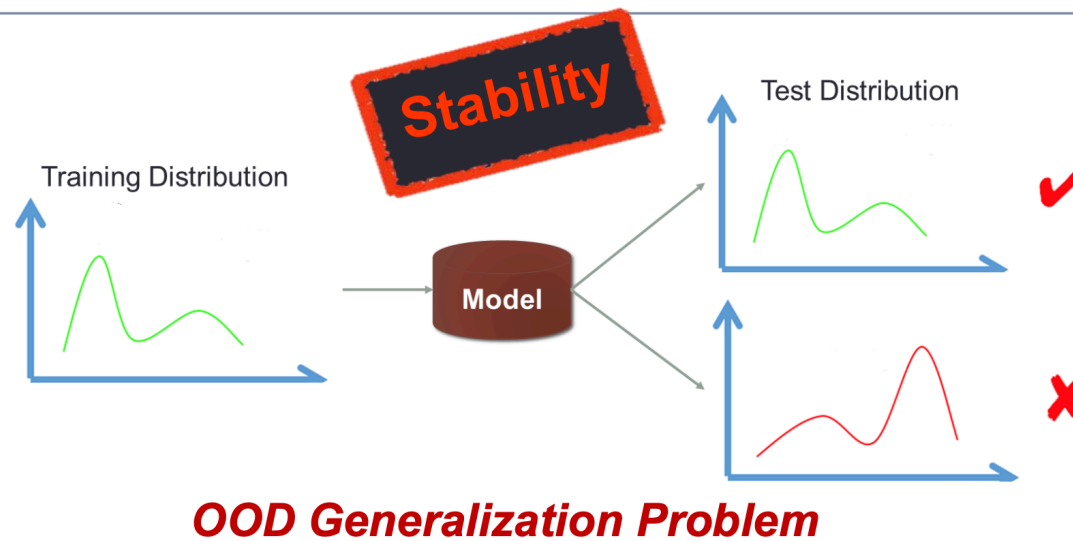 Stability
Test Distribution
Training Distribution
Model
OOD Generalization Problem